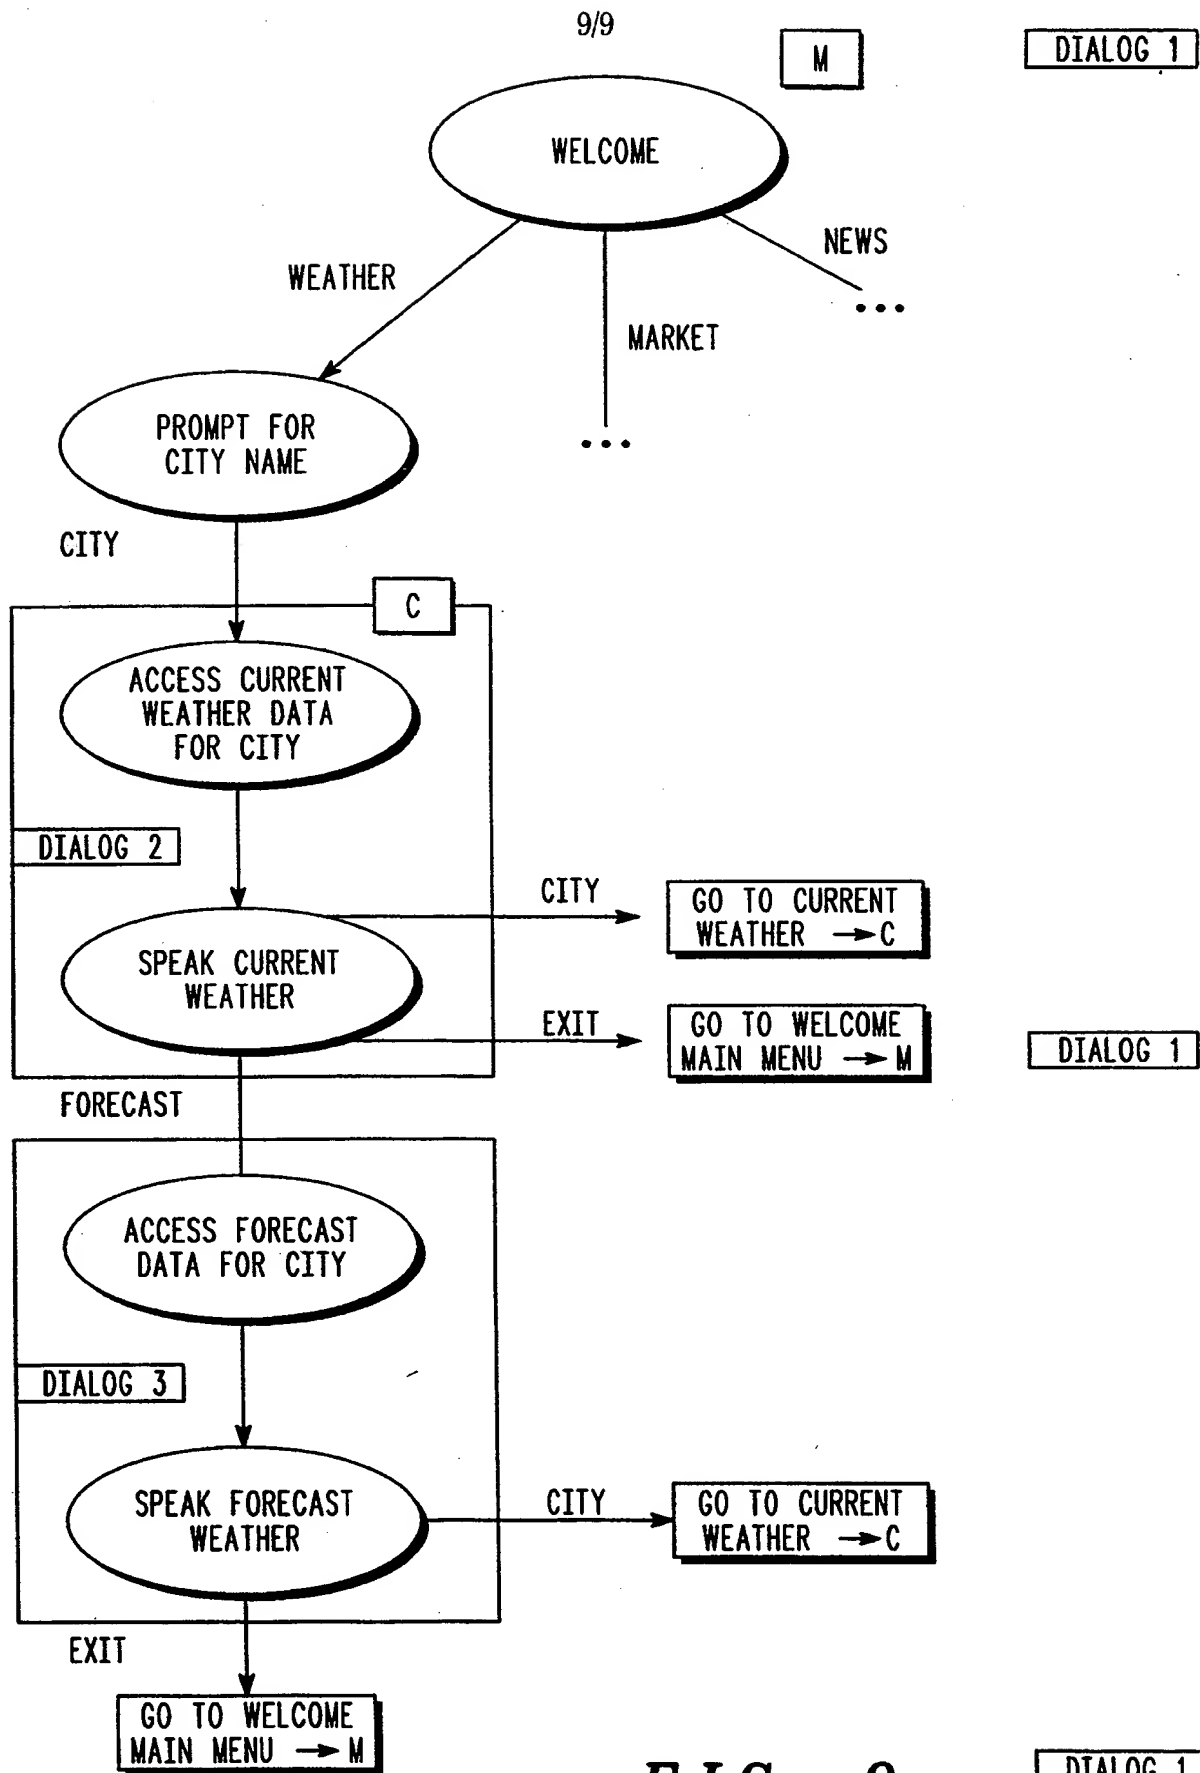 9/9
M
DIALOG 1
WELCOME
NEWS
WEATHER
MARKET
PROMPT FOR
CITY NAME
CITY
C
ACCESS CURRENT
WEATHER DATA
FOR CITY
DIALOG 2
CITY
GO TO CURRENT
WEATHER → C
SPEAK CURRENT
WEATHER
EXIT
GO TO WELCOME
MAIN MENU → M
DIALOG 1
FORECAST
ACCESS FORECAST
DATA FOR CITY
DIALOG 3
SPEAK FORECAST
WEATHER
CITY
GO TO CURRENT
WEATHER → C
EXIT
GO TO WELCOME
MAIN MENU → M
DIALOG 1